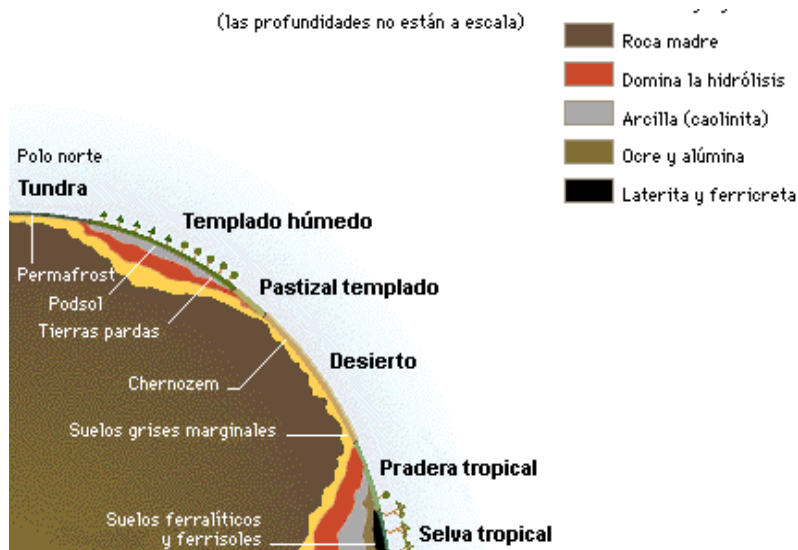 (las profundidades no están a escala)
Roca madre
Domina la hidrólisis
Arcilla (caolinita)
Ocre y alúmina
Laterita y ferricreta
Polo norte
Tundra
Templado húmedo
Permafrost
Podsol
Pastizal templado
Tierras pardas
Desierto
Chernozem
Suelos grises marginales
Pradera tropical
Suelos ferralíticos
y ferrisoles
Selva tropical